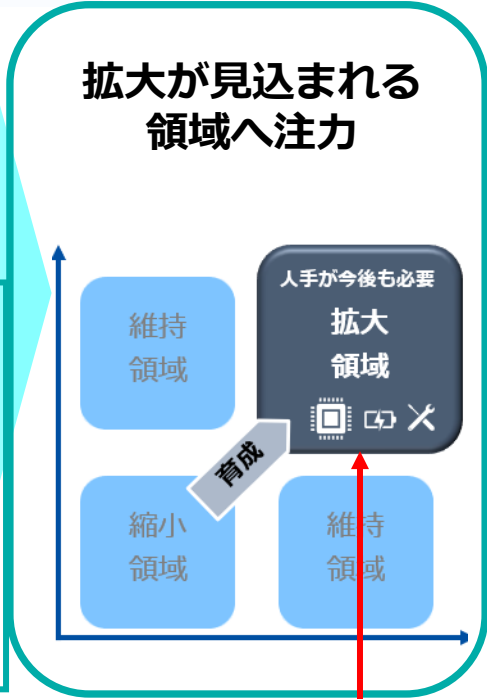 拡大が見込まれる
領域へ注力
人手が今後も必要
拡大
領域
維持
領域
育成
縮小
領域
維持
領域